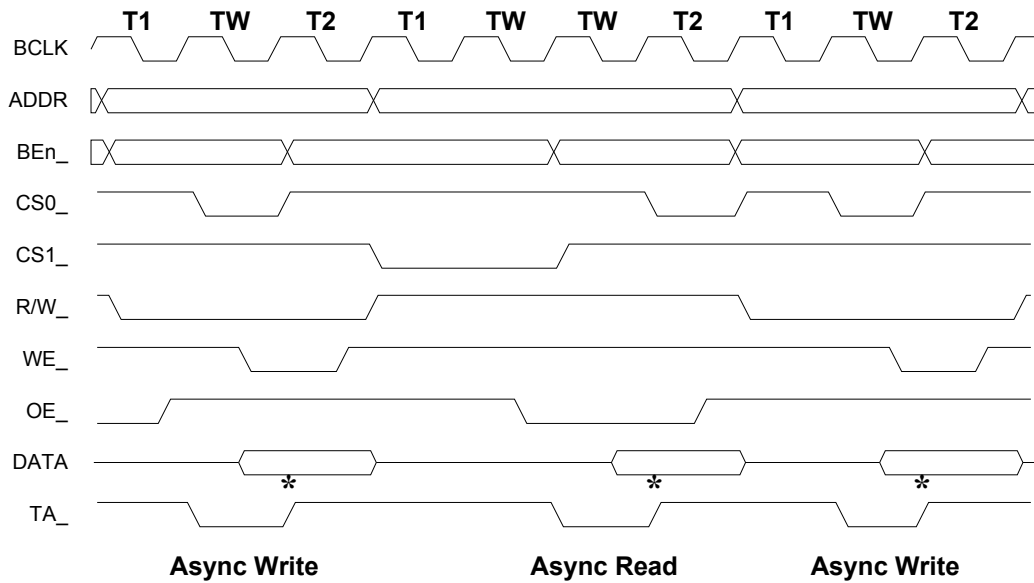 T1 TW T2 T1 TW TW T2 T1 TW T2
BCLK
ADDR
BEn_
CS0_
CS1_
R/W_
WE_
OE_
DATA
* * *
TA_
Async Write Async Read Async Write